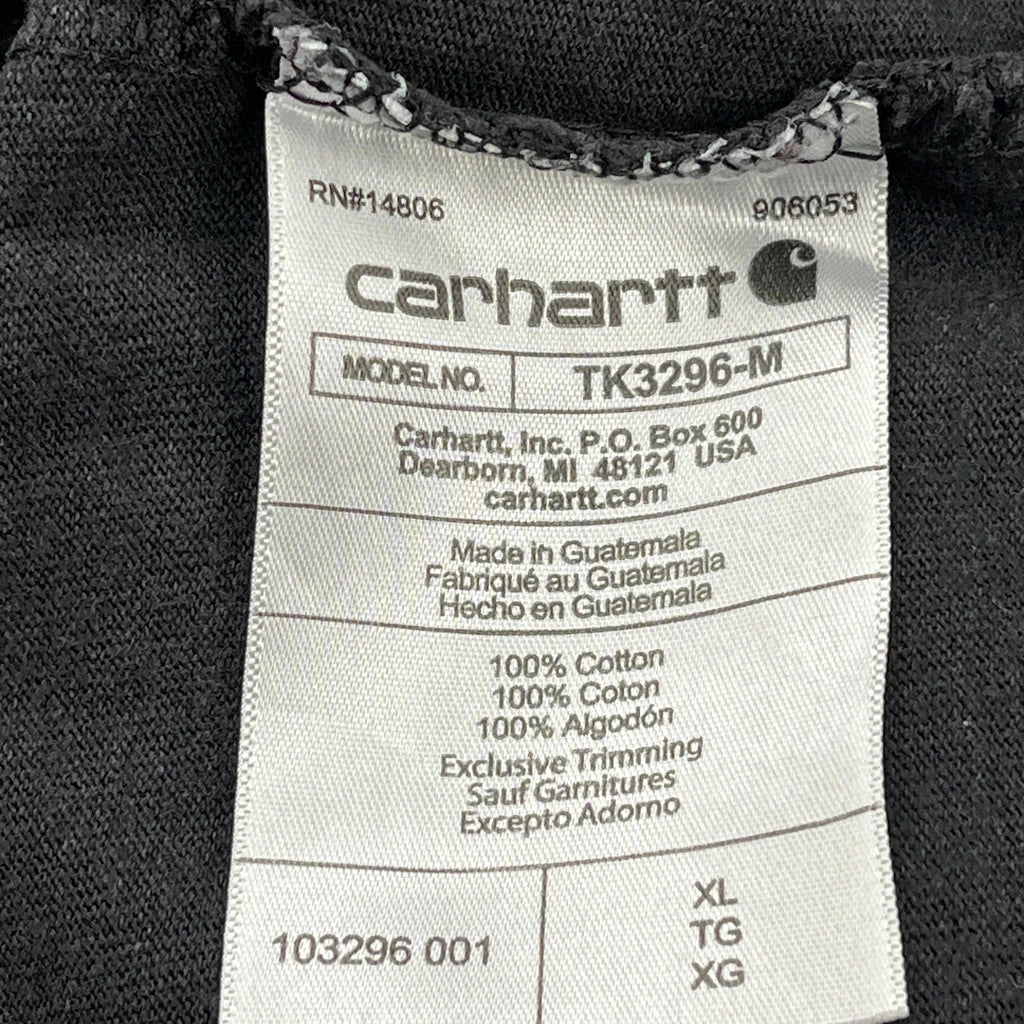 RN#14806 906053
carhartt
MODEL NO. TK3296-M
Carhartt, Inc. P.O. Box 600
Dearborn, MI 48121 USA
carhartt.com
Made in Guatemala
Fabriqué au Guatemala
Hecho en Guatemala
100% Cotton
100% Coton
100% Algodón
Exclusive Trimming
Sauf Garnitures
Excepto Adorno
103296 001
XL
TG
XG